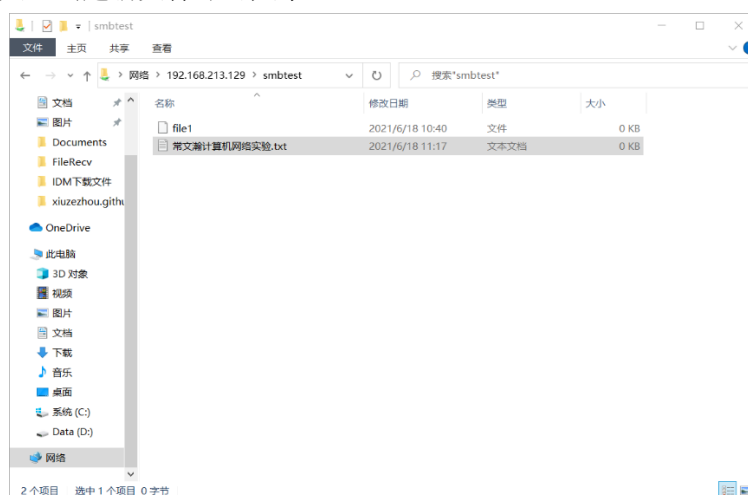 smbtest
文件 主页 共享 查看
网络 > 192.168.213.129 > smbtest 搜索"smbtest"
名称 修改日期 类型 大小
file1 2021/6/18 10:40 文件 0 KB
常文瀚计算机网络实验.txt 2021/6/18 11:17 文本文档 0 KB
文档
图片
Documents
FileRecv
IDM下载文件
xiuzezhou.githu
OneDrive
此电脑
3D 对象
视频
图片
文档
下载
音乐
桌面
系统 (C:)
Data (D:)
网络
2 个项目 选中 1 个项目 0 字节